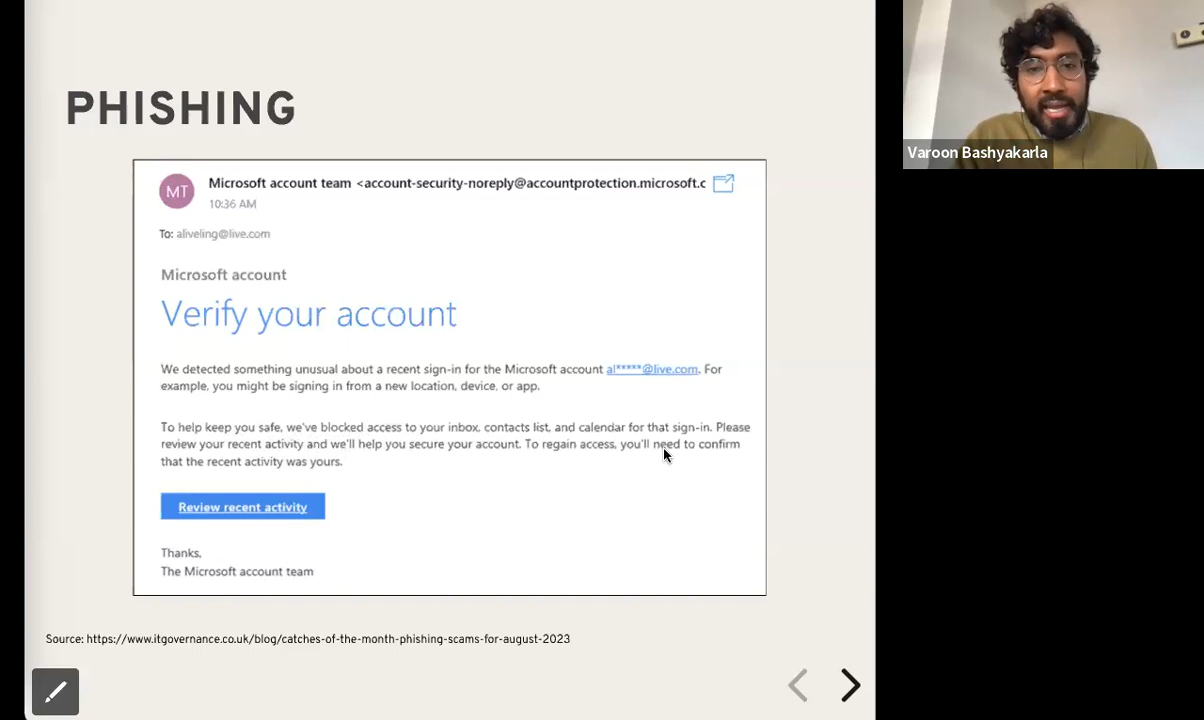 PHISHING
MT
Microsoft account team <account-security-noreply@accountprotection.microsoft.c
10:36 AM
To: aliveling@live.com
Microsoft account
Verify your account
We detected something unusual about a recent sign-in for the Microsoft account al*****@live.com. For
example, you might be signing in from a new location, device, or app.
To help keep you safe, we've blocked access to your inbox, contacts list, and calendar for that sign-in. Please
review your recent activity and we'll help you secure your account. To regain access, you'll need to confirm
that the recent activity was yours.
Review recent activity
Thanks,
The Microsoft account team
Source: https://www.itgovernance.co.uk/blog/catches-of-the-month-phishing-scams-for-august-2023
Varoon Bashyakarla